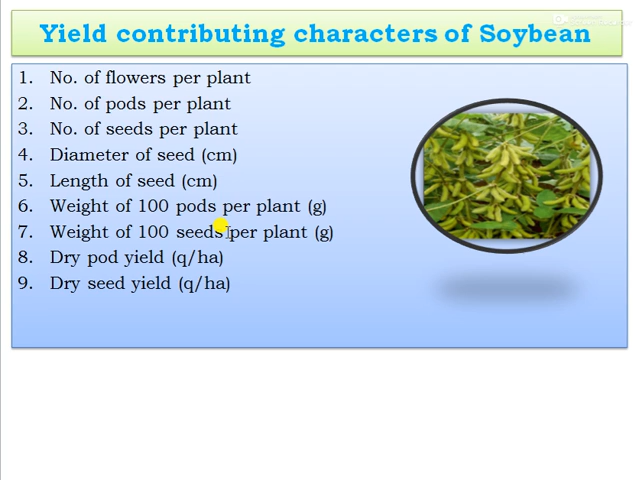 Yield contributing characters of Soybean
1. No. of flowers per plant
2. No. of pods per plant
3. No. of seeds per plant
4. Diameter of seed (cm)
5. Length of seed (cm)
6. Weight of 100 pods per plant (g)
7. Weight of 100 seeds per plant (g)
8. Dry pod yield (q/ha)
9. Dry seed yield (q/ha)